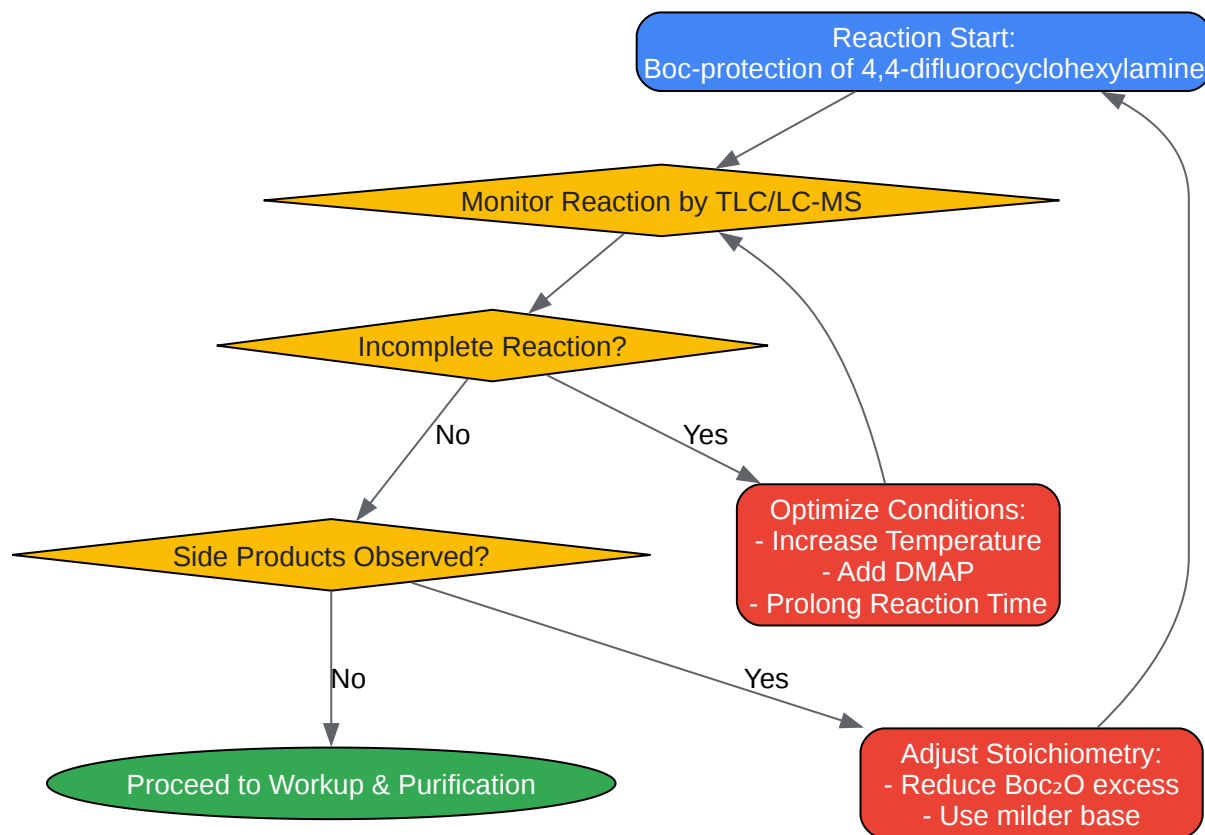 Reaction Start:
Boc-protection of 4,4-difluorocyclohexylamine
Monitor Reaction by TLC/LC-MS
Incomplete Reaction?
No
Yes
Optimize Conditions:
- Increase Temperature
- Add DMAP
- Prolong Reaction Time
Side Products Observed?
No
Yes
Proceed to Workup & Purification
Adjust Stoichiometry:
- Reduce Boc₂O excess
- Use milder base